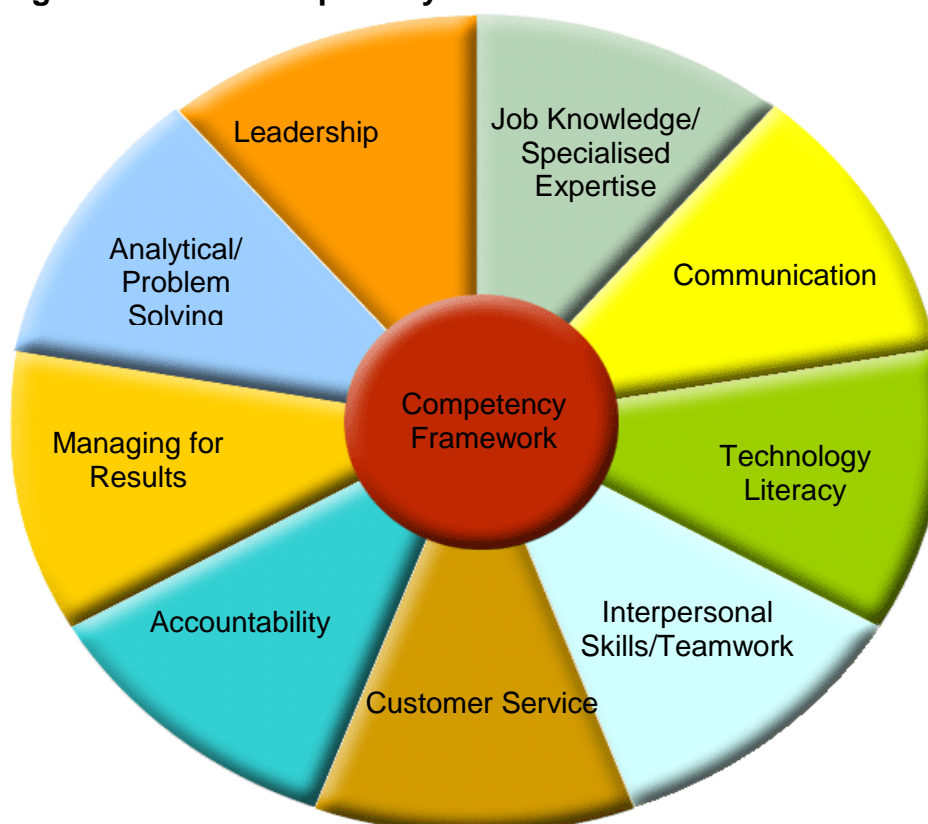 Leadership
Job Knowledge/
Specialised
Expertise
Communication
Technology
Literacy
Interpersonal
Skills/Teamwork
Customer Service
Accountability
Managing for
Results
Analytical/
Problem
Solving
Competency
Framework